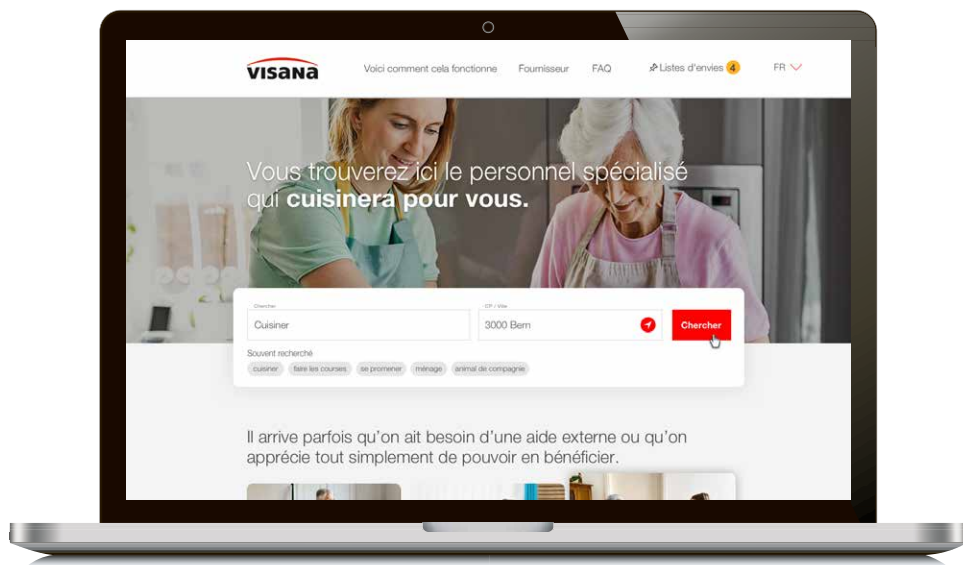 visana
Voici comment cela fonctionne
Fournisseur
FAQ
Listes d'envies 4
FR
Vous trouverez ici le personnel spécialisé
qui cuisinera pour vous.
Chercher
CP / Ville
Cuisiner
3000 Bern
Chercher
Souvent recherché
cuisiner
faire les courses
se promener
ménage
animal de compagnie
Il arrive parfois qu'on ait besoin d'une aide externe ou qu'on
apprécie tout simplement de pouvoir en bénéficier.